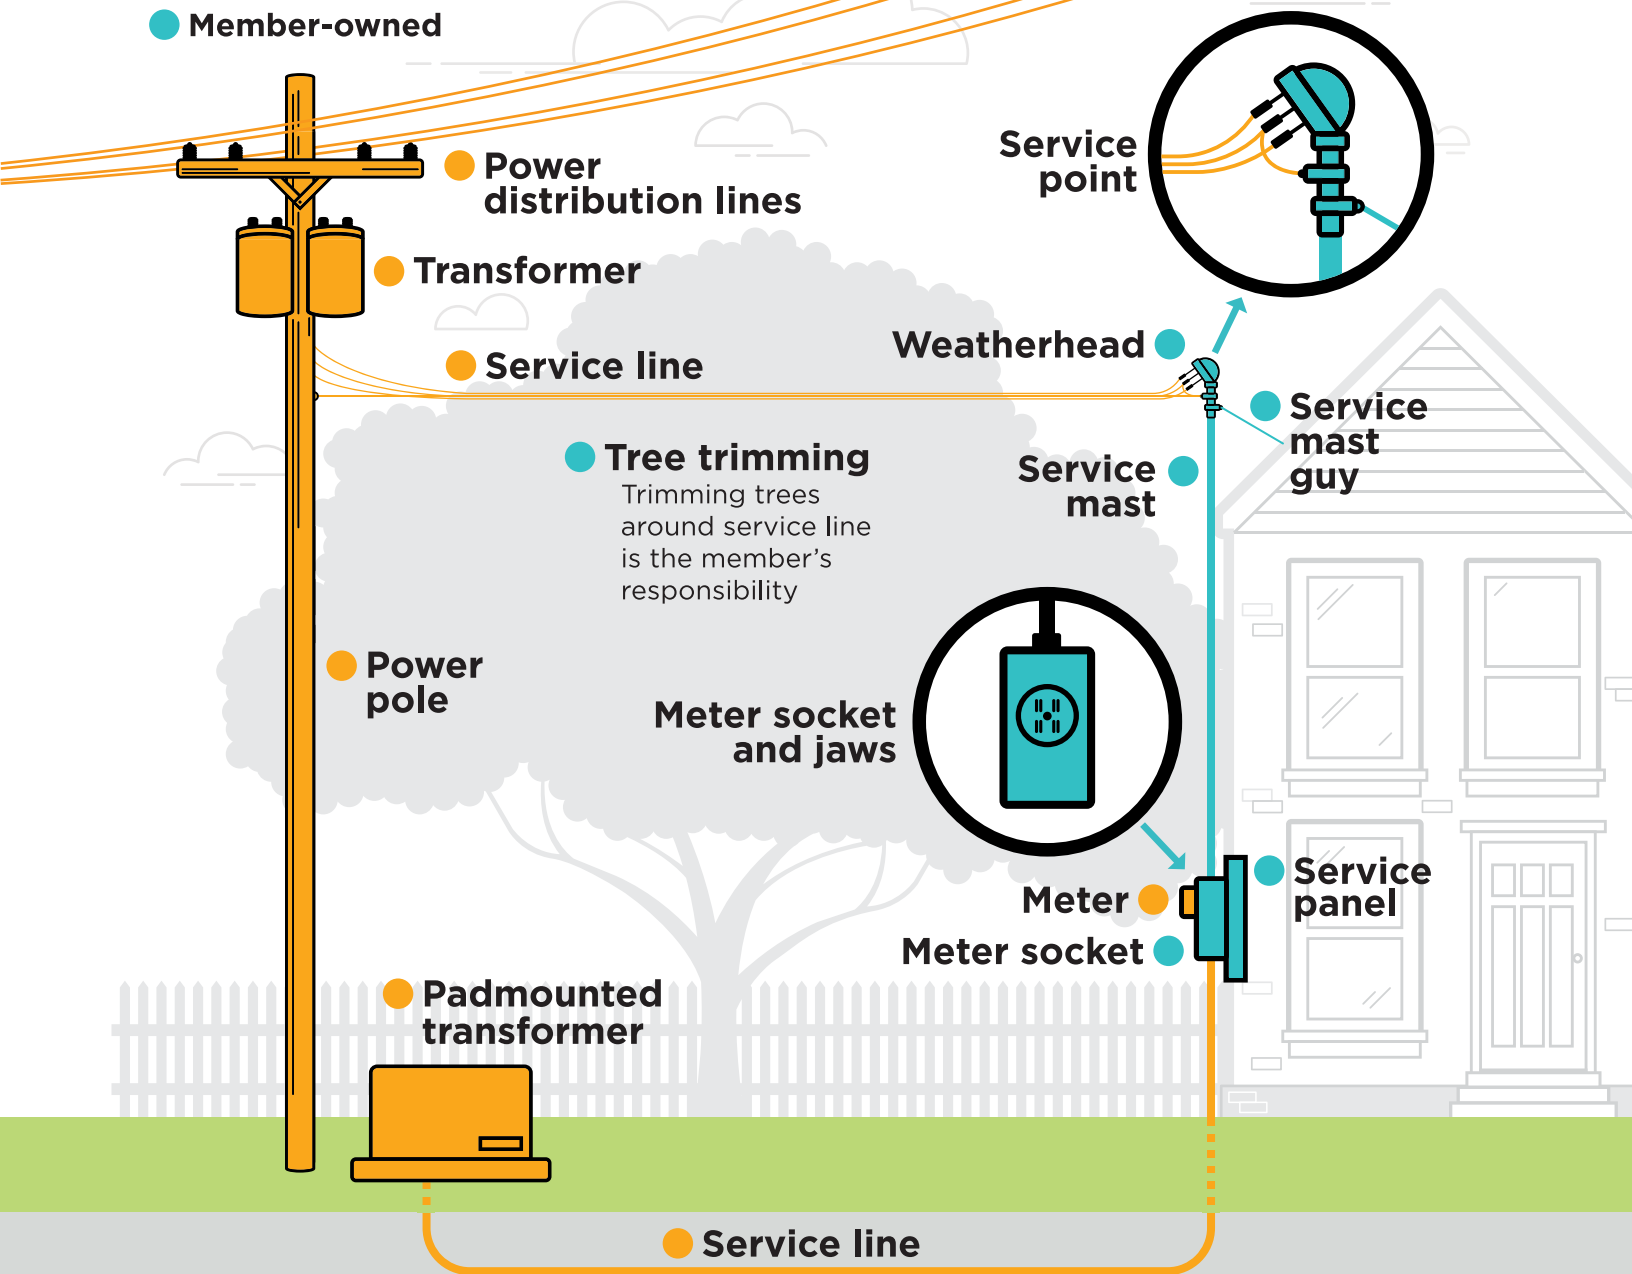 Member-owned
Power
distribution lines
Service
point
Transformer
Weatherhead
Service line
Service
mast
guy
Tree trimming
Trimming trees
around service line
is the member's
responsibility
Service
mast
Power
pole
Meter socket
and jaws
Service
panel
Meter
Meter socket
Padmounted
transformer
Service line